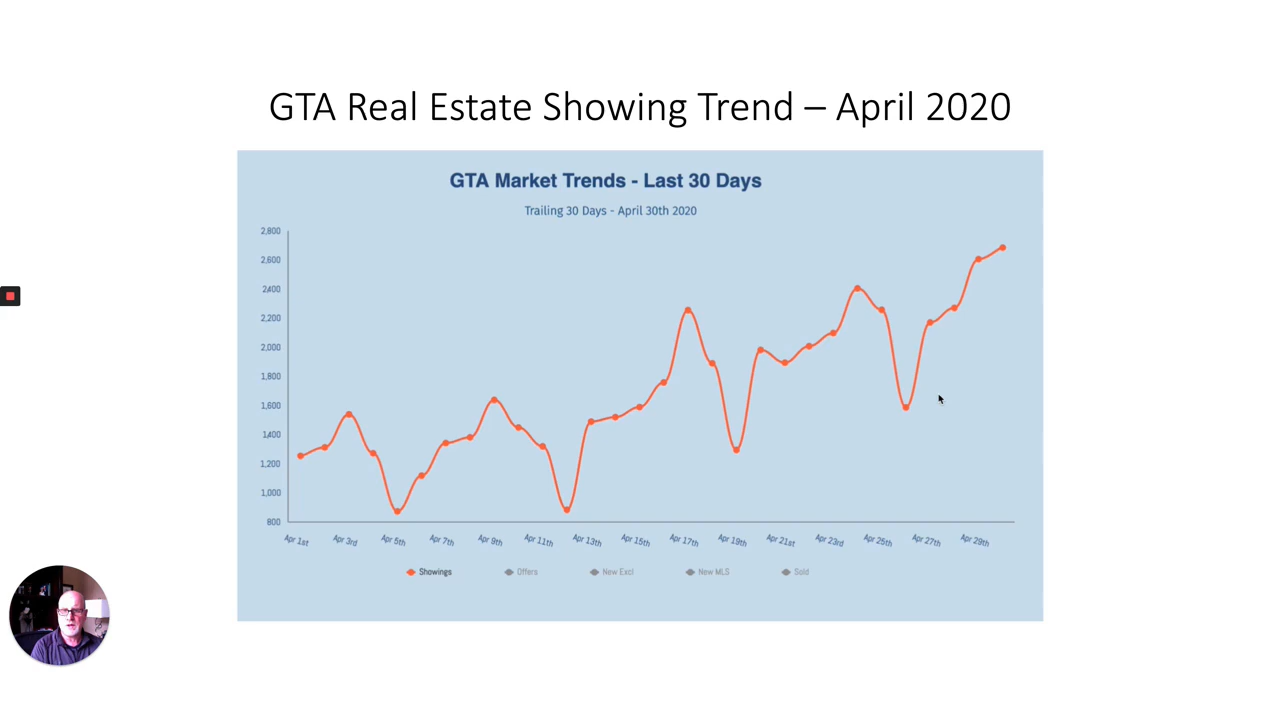 GTA Real Estate Showing Trend – April 2020
GTA Market Trends - Last 30 Days
Trailing 30 Days - April 30th 2020
2,800
2,600
2,400
2,200
2,000
1,800
1,600
1,400
1,200
1,000
800
Apr 1st Apr 3rd Apr 5th Apr 7th Apr 9th Apr 11th Apr 13th Apr 15th Apr 17th Apr 19th Apr 21st Apr 23rd Apr 25th Apr 27th Apr 29th
Showings Offers New Excl New MLS Sold